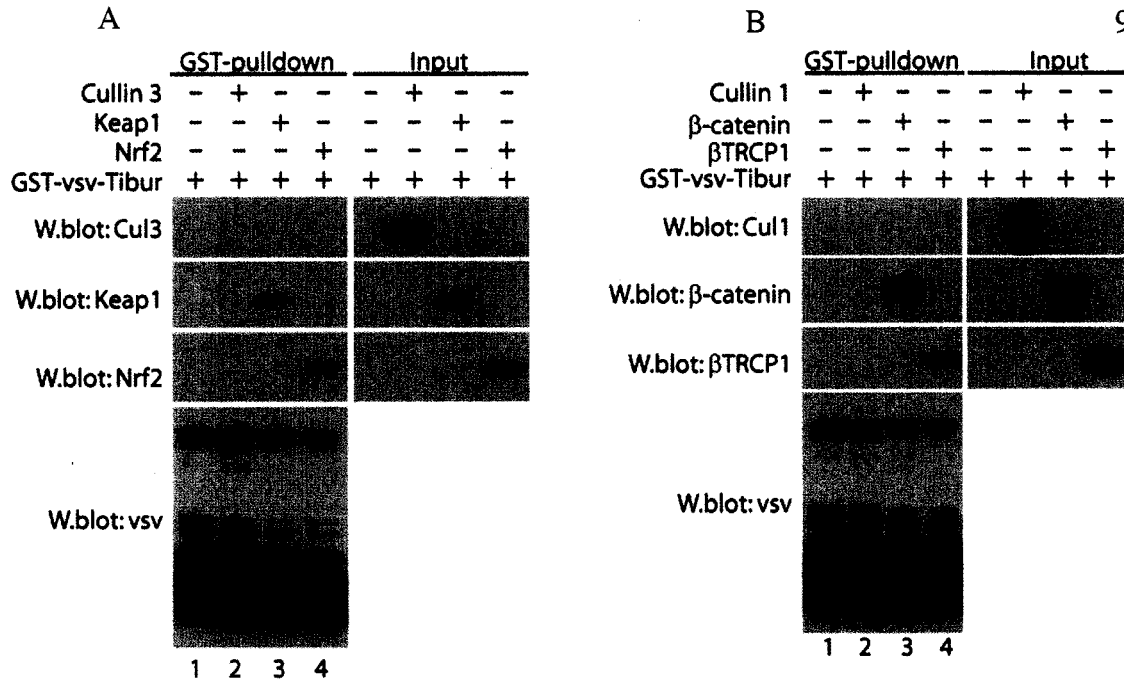 A
GST-pulldown Input
Cullin 3 - + - - - + - -
Keap1 - - + - - - + -
Nrf2 - - - + - - - +
GST-vsv-Tibur + + + + + + + +
W.blot: Cul3
W.blot: Keap1
W.blot: Nrf2
W.blot: vsv
1 2 3 4
B
9
GST-pulldown Input
Cullin 1 - + - - - + - -
β-catenin - - + - - - + -
βTRCP1 - - - + - - - +
GST-vsv-Tibur + + + + + + + +
W.blot: Cul1
W.blot: β-catenin
W.blot: βTRCP1
W.blot: vsv
1 2 3 4